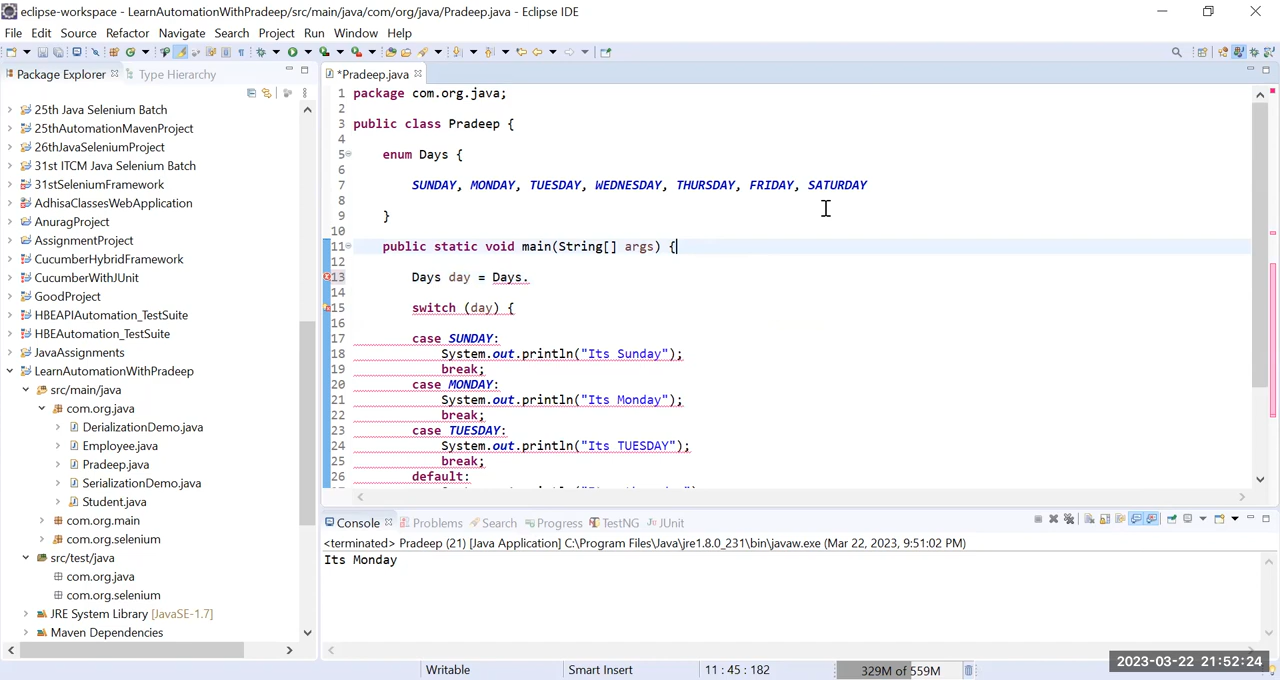 eclipse-workspace - LearnAutomationWithPradeep/src/main/java/com/org/java/Pradeep.java - Eclipse IDE
File Edit Source Refactor Navigate Search Project Run Window Help
Package Explorer Type Hierarchy
*Pradeep.java
25th Java Selenium Batch
25thAutomationMavenProject
26thJavaSeleniumProject
31st ITCM Java Selenium Batch
31stSeleniumFramework
AdhisaClassesWebApplication
AnuragProject
AssignmentProject
CucumberHybridFramework
CucumberWithJUnit
GoodProject
HBEAPIAutomation_TestSuite
HBEAutomation_TestSuite
JavaAssignments
LearnAutomationWithPradeep
src/main/java
com.org.java
DerializationDemo.java
Employee.java
Pradeep.java
SerializationDemo.java
Student.java
com.org.main
com.org.selenium
src/test/java
com.org.java
com.org.selenium
JRE System Library [JavaSE-1.7]
Maven Dependencies
1 package com.org.java;
2
3 public class Pradeep {
4
5 enum Days {
6
7 SUNDAY, MONDAY, TUESDAY, WEDNESDAY, THURSDAY, FRIDAY, SATURDAY
8
9 }
10
11 public static void main(String[] args) {
12
13 Days day = Days.
14
15 switch (day) {
16
17 case SUNDAY:
18 System.out.println("Its Sunday");
19 break;
20 case MONDAY:
21 System.out.println("Its Monday");
22 break;
23 case TUESDAY:
24 System.out.println("Its TUESDAY");
25 break;
26 default:
Console Problems Search Progress TestNG JUnit
<terminated> Pradeep (21) [Java Application] C:\Program Files\Java\jre1.8.0_231\bin\javaw.exe (Mar 22, 2023, 9:51:02 PM)
Its Monday
Writable Smart Insert 11 : 45 : 182 329M of 559M
2023-03-22 21:52:24